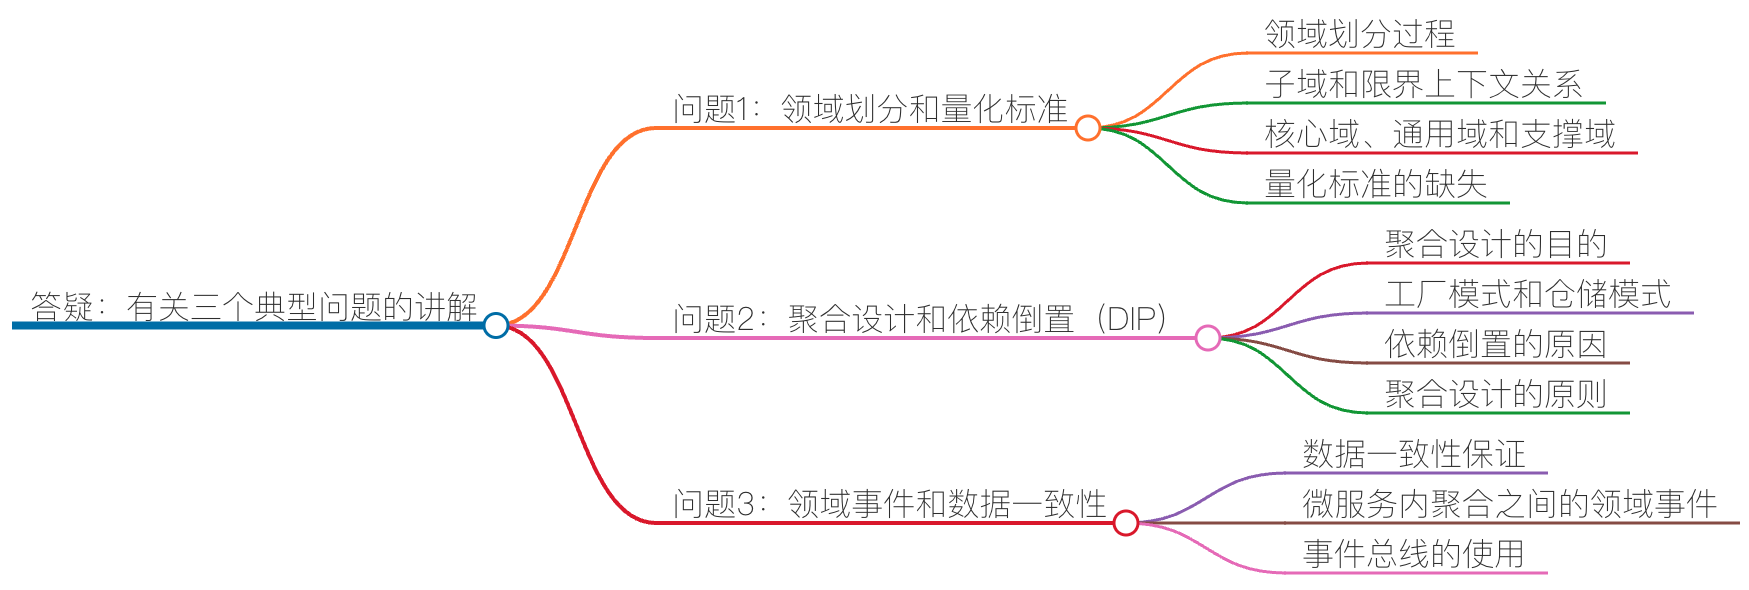 答疑：有关三个典型问题的讲解
问题1：领域划分和量化标准
领域划分过程
子域和限界上下文关系
核心域、通用域和支撑域
量化标准的缺失
问题2：聚合设计和依赖倒置（DIP）
聚合设计的目的
工厂模式和仓储模式
依赖倒置的原因
聚合设计的原则
问题3：领域事件和数据一致性
数据一致性保证
微服务内聚合之间的领域事件
事件总线的使用